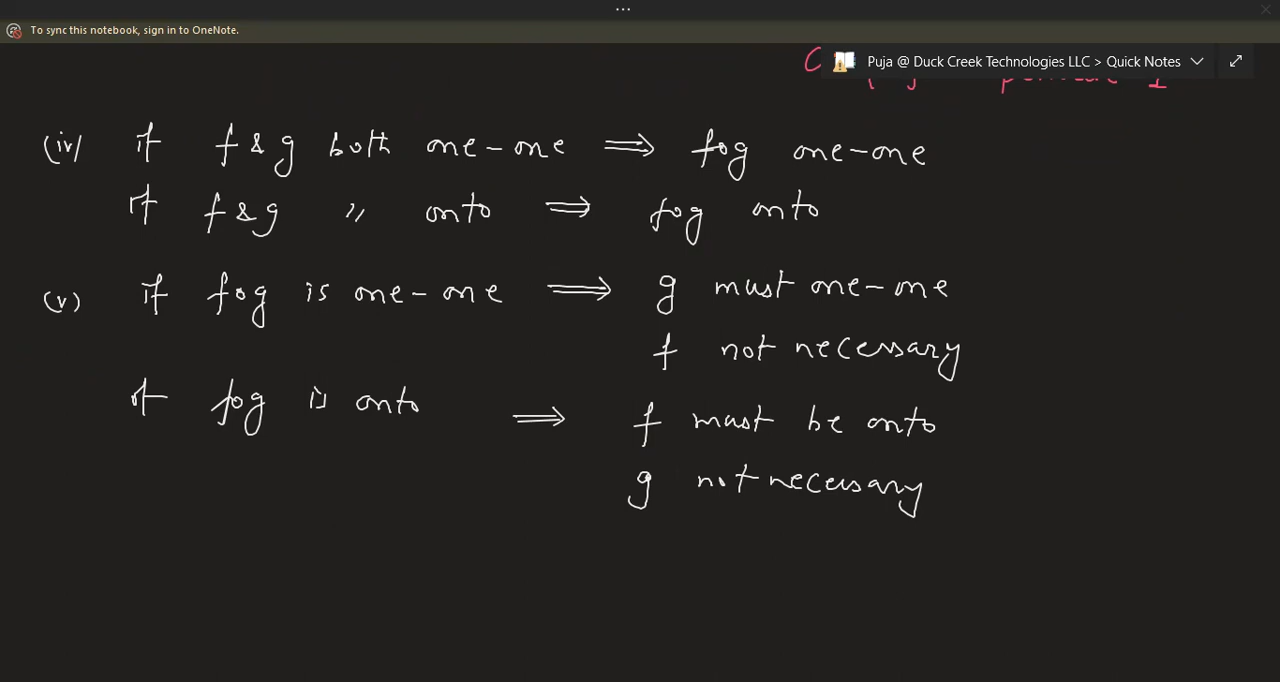 ...
To sync this notebook, sign in to OneNote.
Puja @ Duck Creek Technologies LLC > Quick Notes
(iv) if f & g both one-one ⇒ fog one-one
If f & g " onto ⇒ fog onto
(v) if fog is one-one ⇒ g must one-one
f not necessary
if fog is onto ⇒ f must be onto
g not necessary